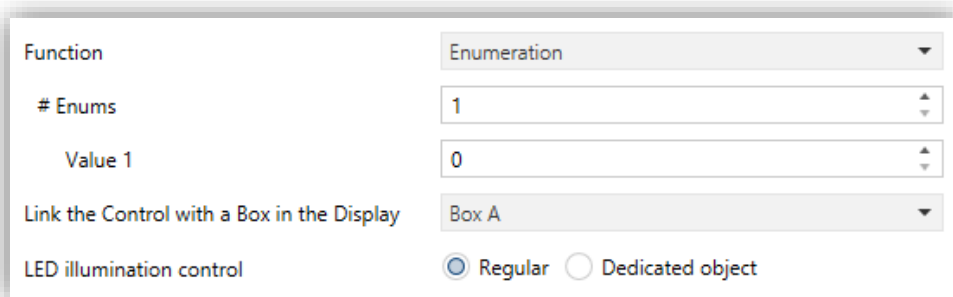 Function Enumeration
# Enums 1
Value 1 0
Link the Control with a Box in the Display Box A
LED illumination control Regular Dedicated object